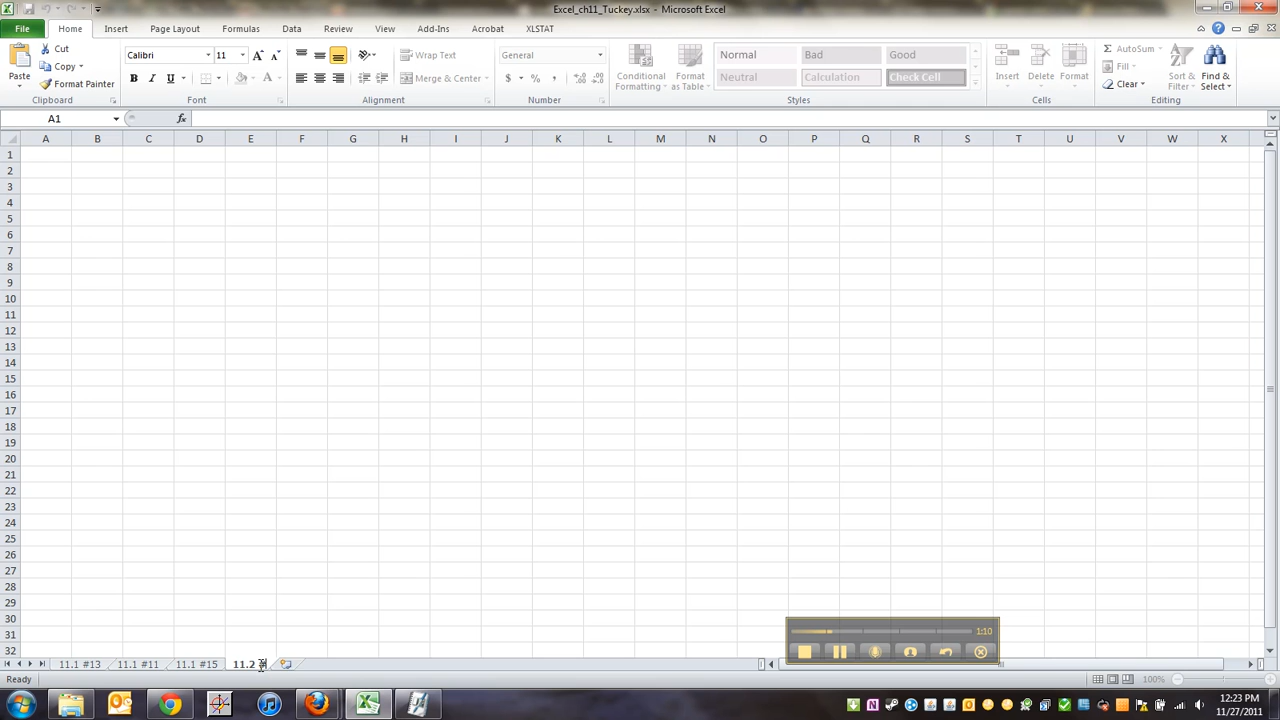 Excel_ch11_Tuckey.xlsx - Microsoft Excel
File Home Insert Page Layout Formulas Data Review View Add-Ins Acrobat XLSTAT
Paste
Cut
Copy
Format Painter
Clipboard
Calibri 11
B I U
Font
Wrap Text
Merge & Center
Alignment
General
$ % ,
Number
Conditional Formatting
Format as Table
Normal Bad Good
Neutral Calculation Check Cell
Styles
Insert Delete Format
Cells
AutoSum
Fill
Clear
Sort & Filter
Find & Select
Editing
A1 fx
A B C D E F G H I J K L M N O P Q R S T U V W X
1
2
3
4
5
6
7
8
9
10
11
12
13
14
15
16
17
18
19
20
21
22
23
24
25
26
27
28
29
30
31
32
1:10
11.1 #13 11.1 #11 11.1 #15 11.2
Ready 100%
12:23 PM
11/27/2011